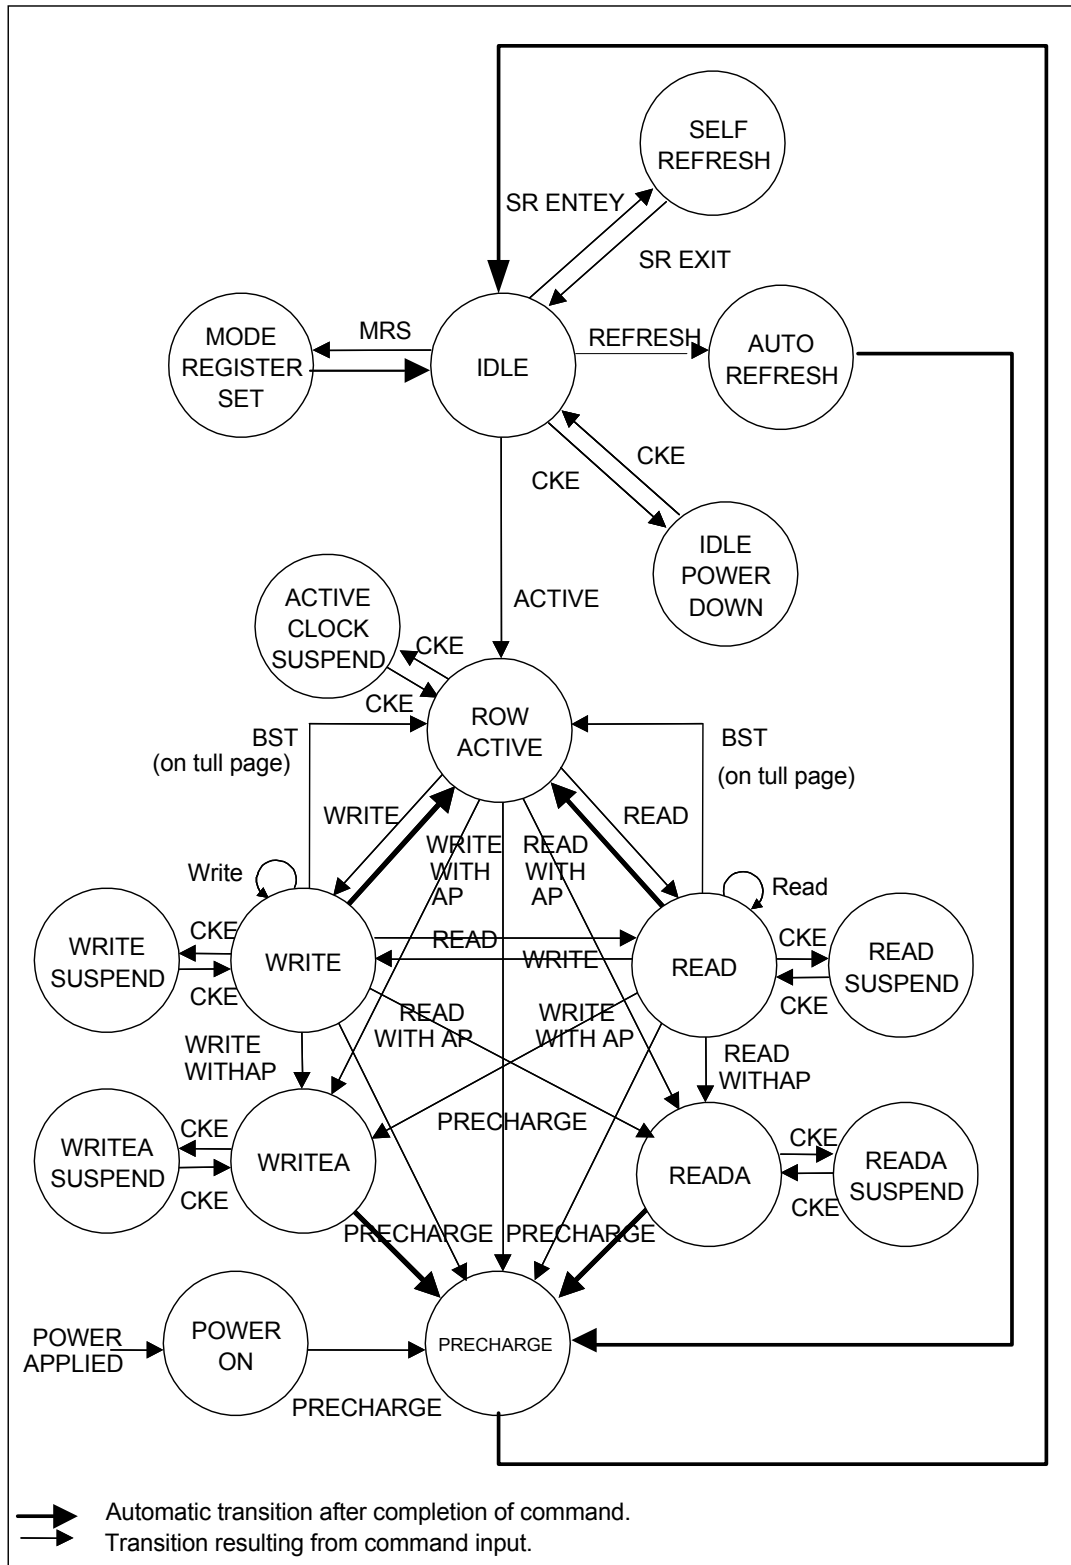 SELF
REFRESH
SR ENTEY
SR EXIT
MODE
REGISTER
SET
MRS
IDLE
REFRESH
AUTO
REFRESH
CKE
CKE
IDLE
POWER
DOWN
ACTIVE
ACTIVE
CLOCK
SUSPEND
CKE
CKE
ROW
ACTIVE
BST
(on tull page)
BST
(on tull page)
WRITE
WRITE
WITH
AP
READ
WITH
AP
READ
Write
Read
WRITE
SUSPEND
CKE
CKE
WRITE
READ
WRITE
READ
CKE
CKE
READ
SUSPEND
WRITE
WITHAP
READ
WITH AP
WRITE
WITH AP
READ
WITHAP
WRITEA
SUSPEND
CKE
CKE
WRITEA
PRECHARGE
READA
CKE
CKE
READA
SUSPEND
PRECHARGE
PRECHARGE
POWER
APPLIED
POWER
ON
PRECHARGE
PRECHARGE
Automatic transition after completion of command.
Transition resulting from command input.